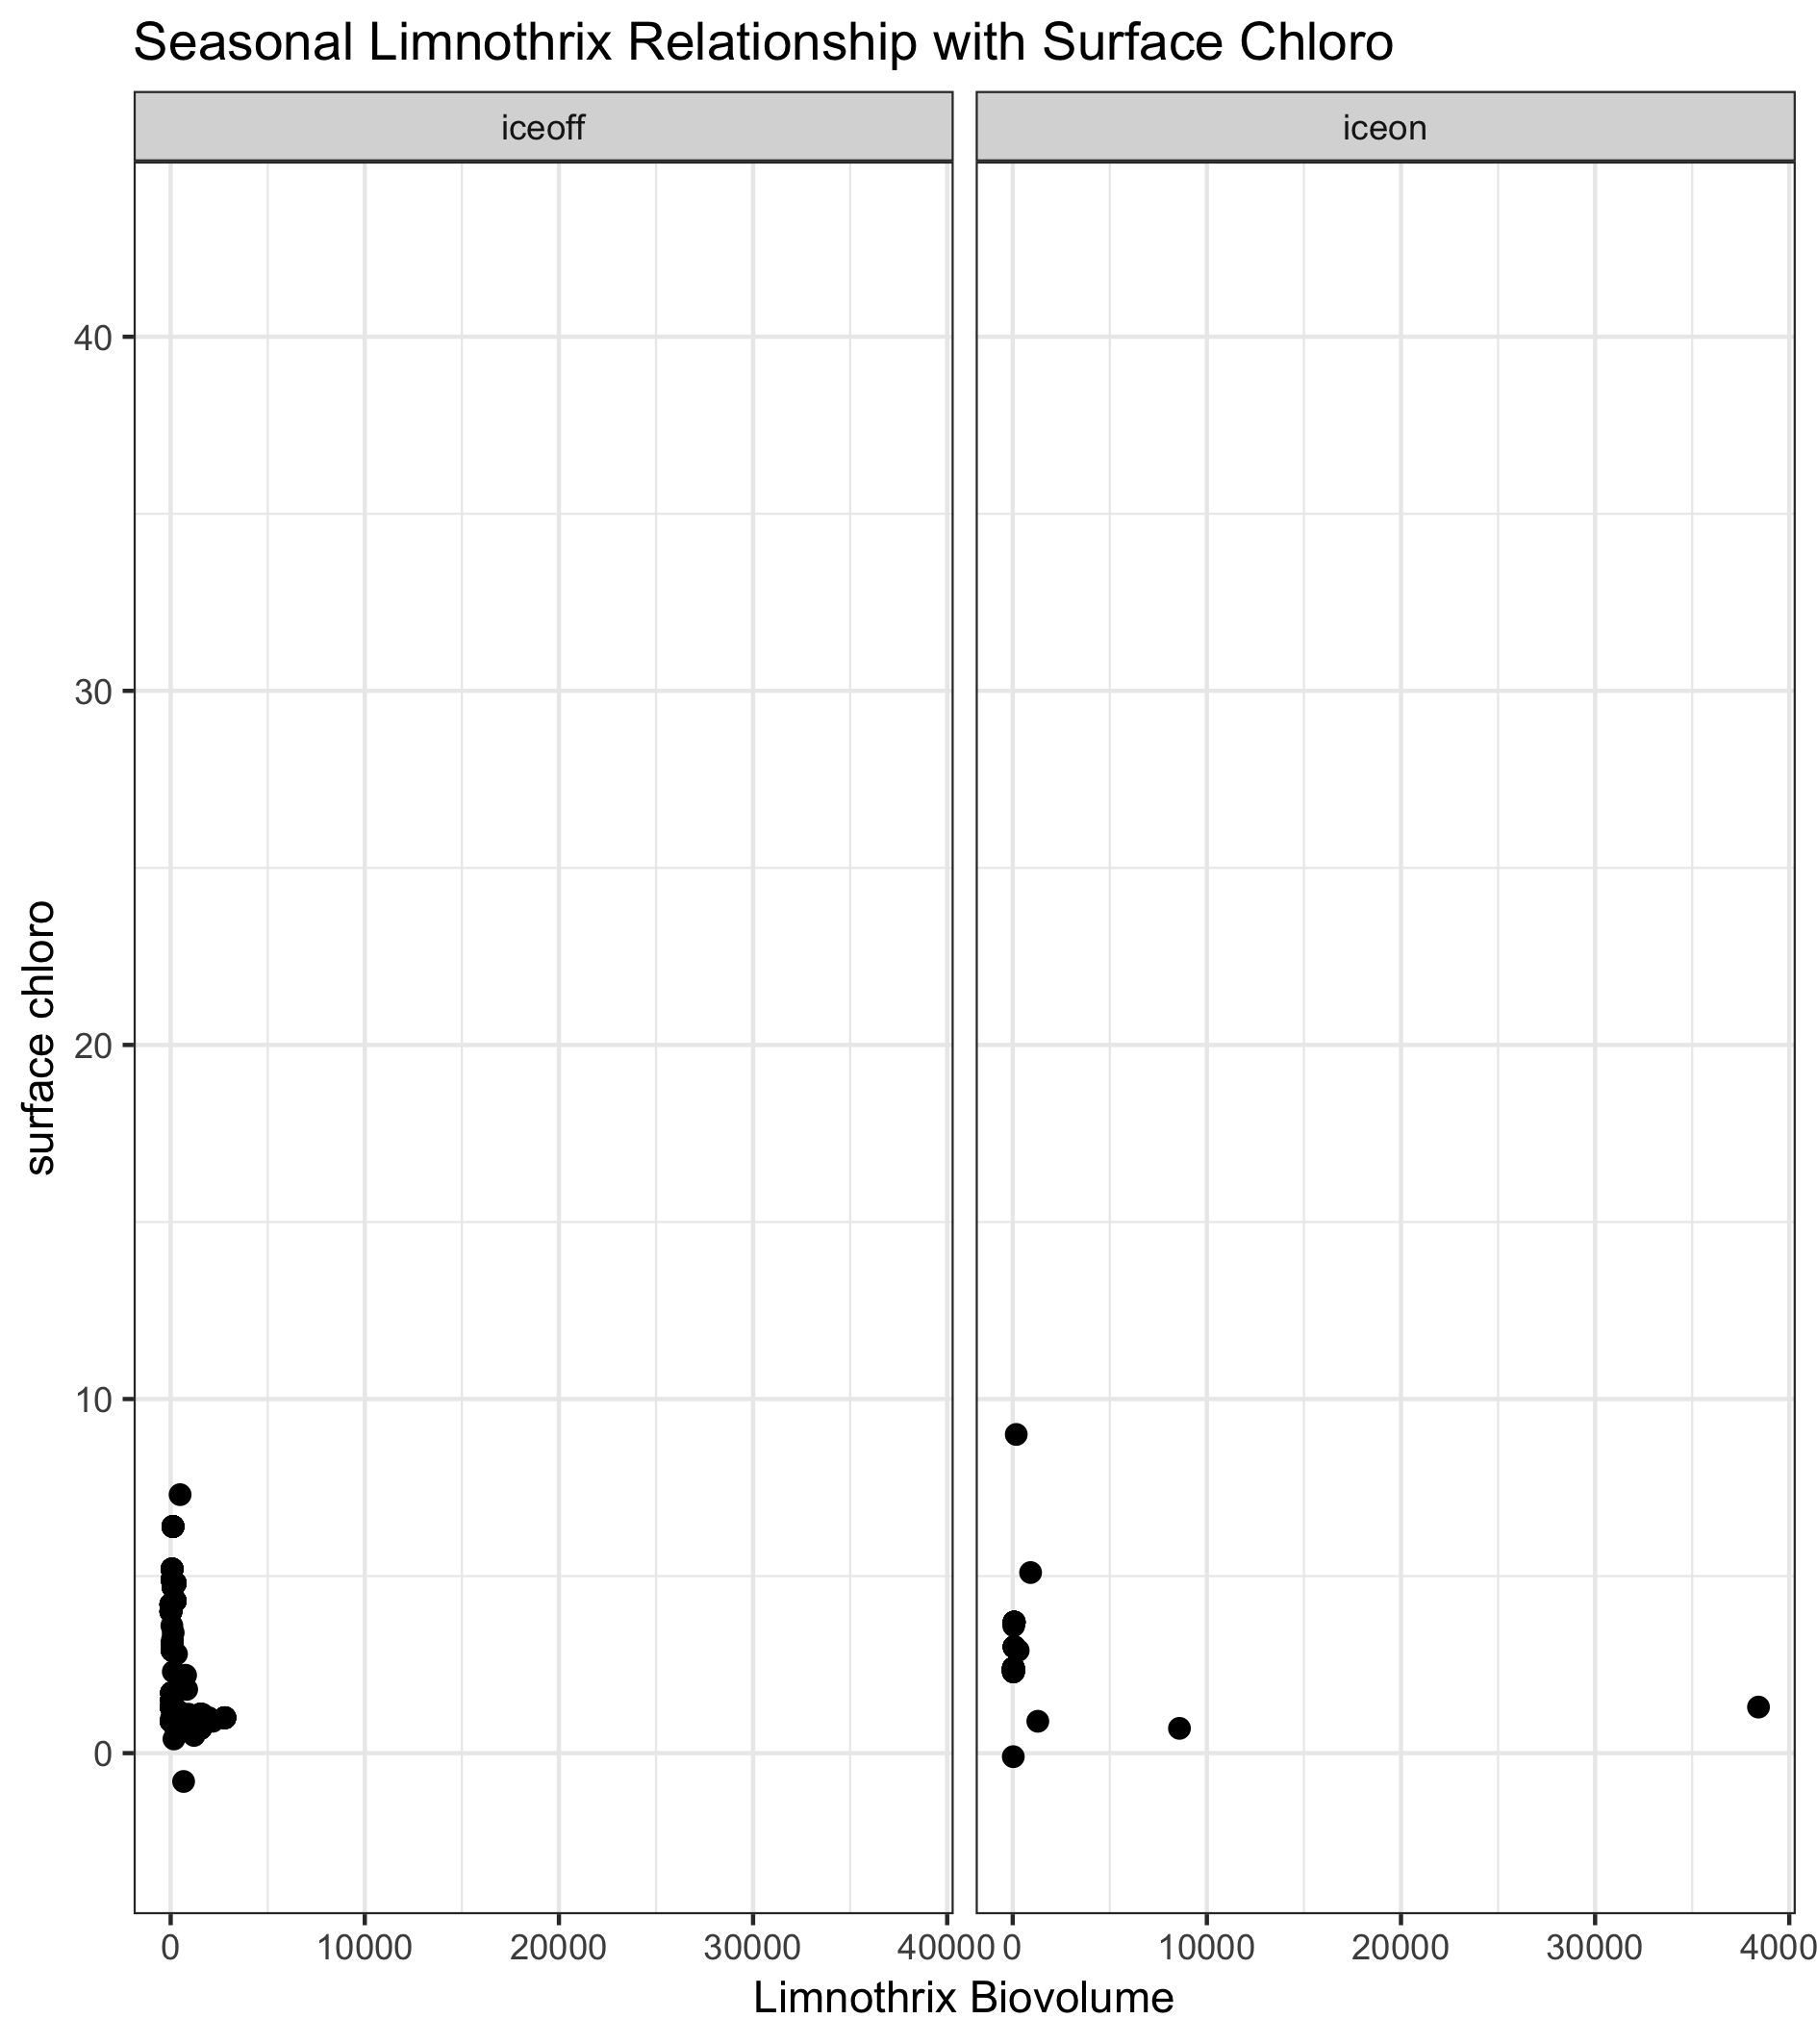 Seasonal Limnothrix Relationship with Surface Chloro
iceoff iceon
surface chloro
40
30
20
10
0
0 10000 20000 30000 40000 0 10000 20000 30000 4000
Limnothrix Biovolume